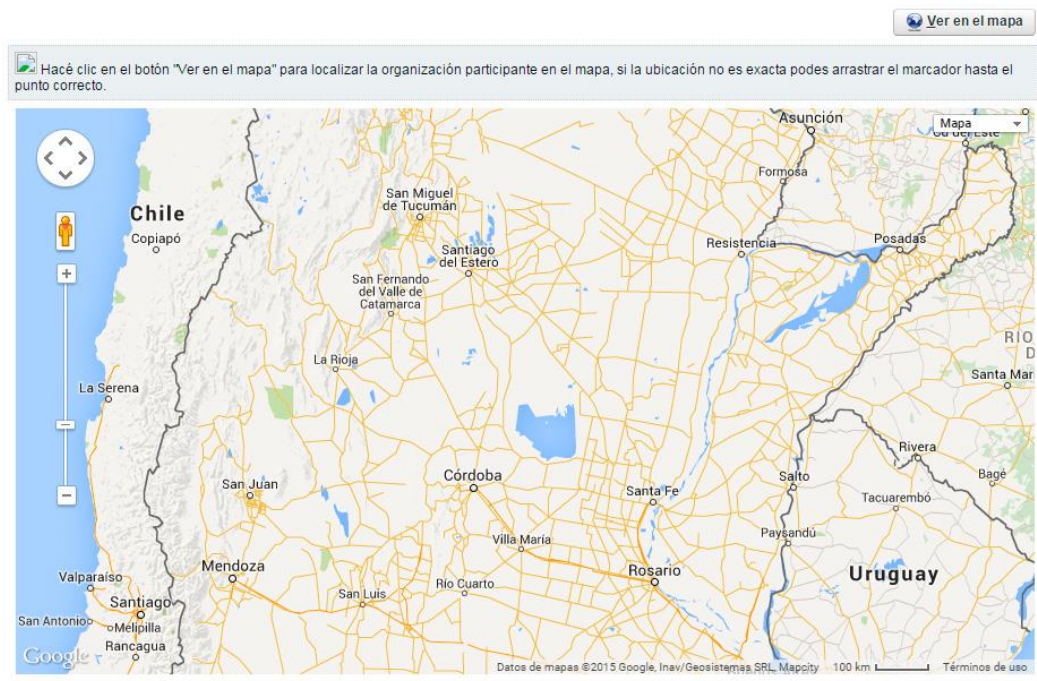 Ver en el mapa
Hacé clic en el botón "Ver en el mapa" para localizar la organización participante en el mapa, si la ubicación no es exacta podes arrastrar el marcador hasta el
punto correcto.
Asunción
Mapa
Cd del Este
Formosa
San Miguel
de Tucumán
Chile
Copiapó
Santiago
del Estero
Resistencia
Posadas
San Fernando
del Valle de
Catamarca
RIO
D
La Rioja
La Serena
Santa Mar
Rivera
Córdoba
Salto
Bagé
San Juan
Santa Fe
Tacuarembó
Villa María
Paysandú
Mendoza
Rosario
Uruguay
Valparaíso
Río Cuarto
San Luis
Santiago
San Antonio
Melipilla
Rancagua
Google
Datos de mapas ©2015 Google, Inav/Geosistemas SRL, Mapcity
100 km
Términos de uso